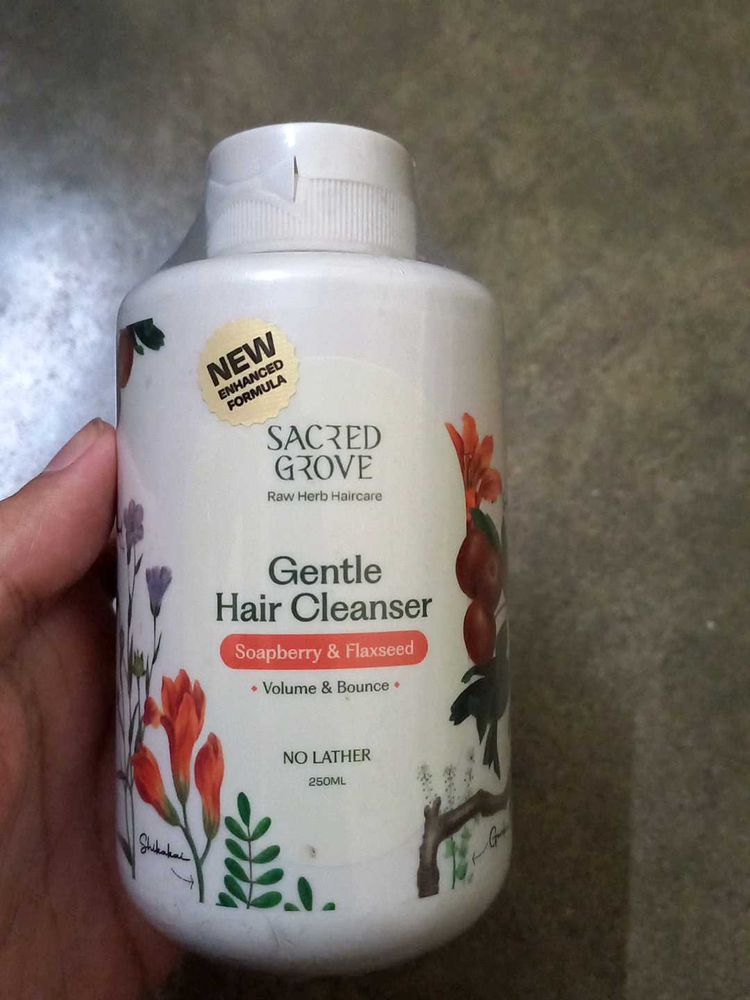 NEW
ENHANCED
FORMULA
SACRED
GROVE
Raw Herb Haircare
Gentle
Hair Cleanser
Soapberry & Flaxseed
• Volume & Bounce •
NO LATHER
250ML
Shikakai